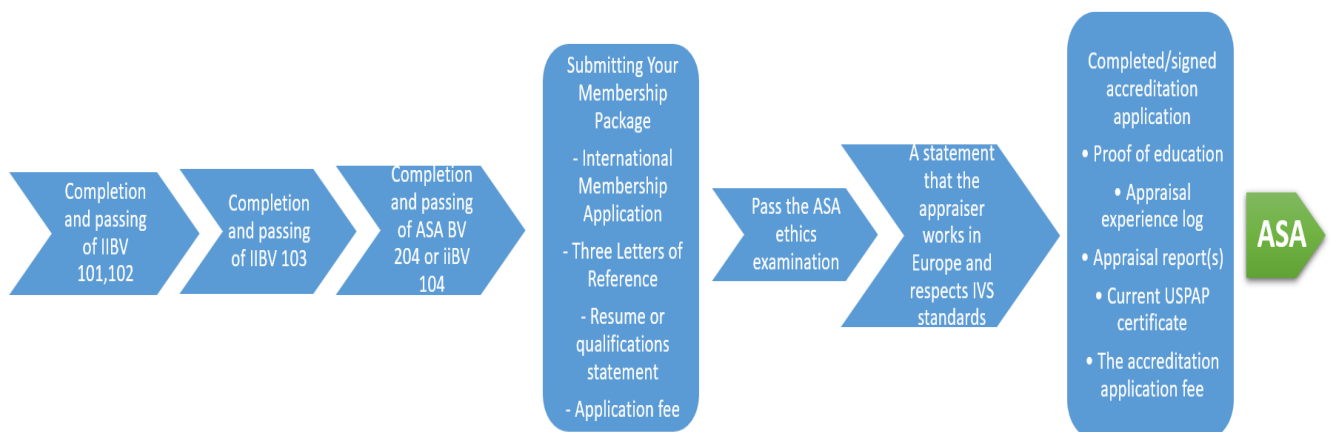 Completion
and passing
of IIBV
101,102
Completion
and passing
of IIBV 103
Completion
and passing
of ASA BV
204 or iiBV
104
Submitting Your
Membership
Package
- International
Membership
Application
- Three Letters of
Reference
- Resume or
qualifications
statement
- Application fee
Pass the ASA
ethics
examination
A statement
that the
appraiser
works in
Europe and
respects IVS
standards
Completed/signed
accreditation
application
• Proof of education
• Appraisal
experience log
• Appraisal report(s)
• Current USPAP
certificate
• The accreditation
application fee
ASA